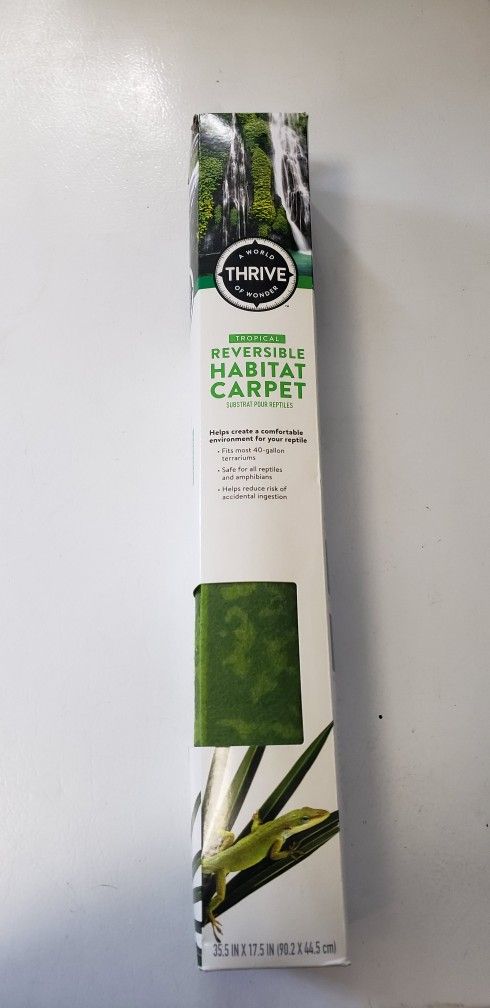 A WORLD
THRIVE
OF WONDER
TROPICAL
REVERSIBLE
HABITAT
CARPET
SUBSTRAT POUR REPTILES
Helps create a comfortable
environment for your reptile
• Fits most 40-gallon
terrariums
• Safe for all reptiles
and amphibians
• Helps reduce risk of
accidental ingestion
35.5 IN X 17.5 IN (90.2 X 44.5 cm)